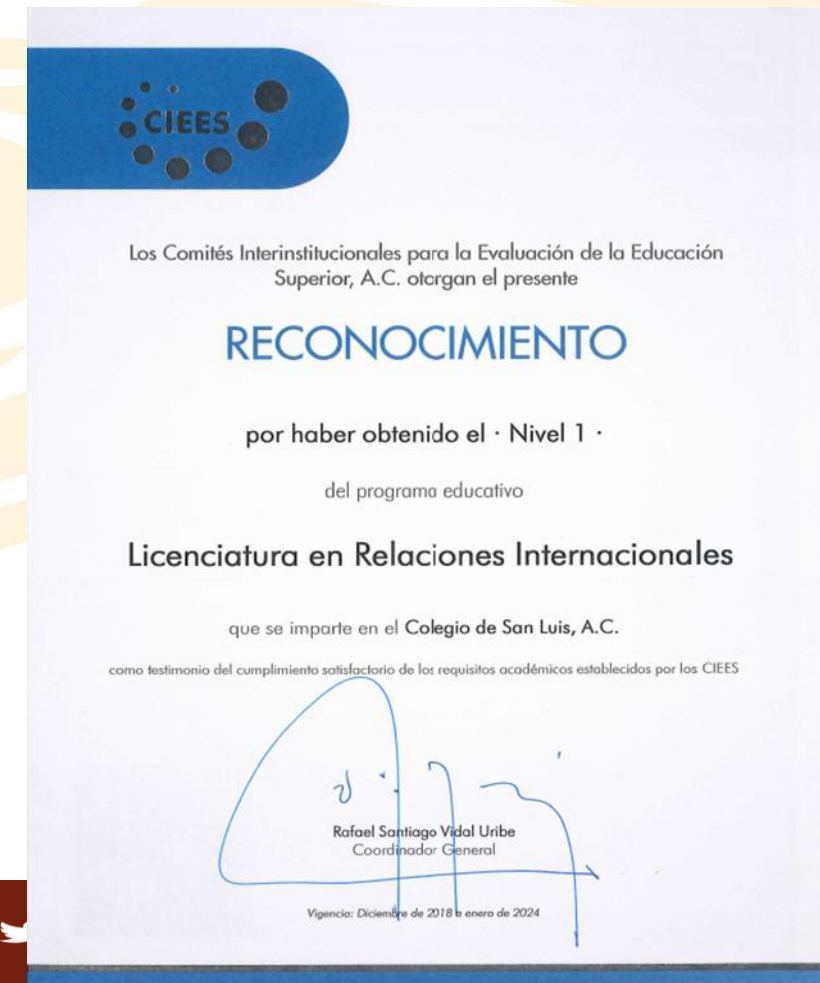 CIEES
Los Comités Interinstitucionales para la Evaluación de la Educación
Superior, A.C. otorgan el presente
RECONOCIMIENTO
por haber obtenido el · Nivel 1 ·
del programa educativo
Licenciatura en Relaciones Internacionales
que se imparte en el Colegio de San Luis, A.C.
como testimonio del cumplimiento satisfactorio de los requisitos académicos establecidos por los CIEES
Rafael Santiago Vidal Uribe
Coordinador General
Vigencia: Diciembre de 2018 a enero de 2024